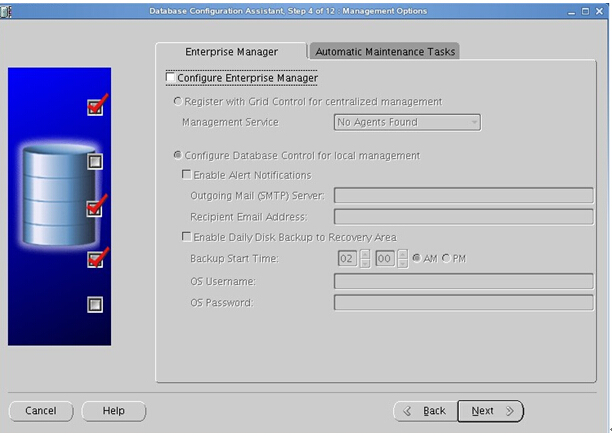 Database Configuration Assistant, Step 4 of 12 : Management Options
Enterprise Manager
Automatic Maintenance Tasks
Configure Enterprise Manager
Register with Grid Control for centralized management
Management Service No Agents Found
Configure Database Control for local management
Enable Alert Notifications
Outgoing Mail (SMTP) Server:
Recipient Email Address:
Enable Daily Disk Backup to Recovery Area
Backup Start Time: 02 00 AM PM
OS Username:
OS Password:
Cancel Help Back Next